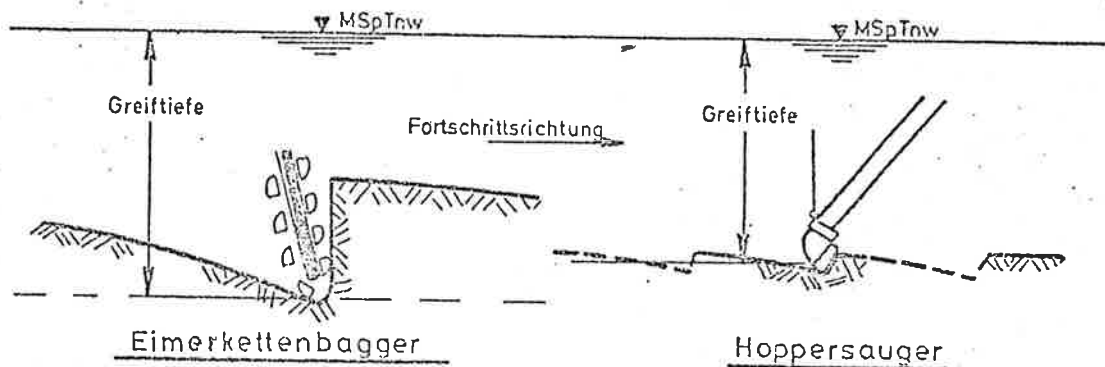 MSpTnw
MSpTnw
Greiftiefe
Greiftiefe
Fortschrittsrichtung
Eimerkettenbagger
Hoppersauger